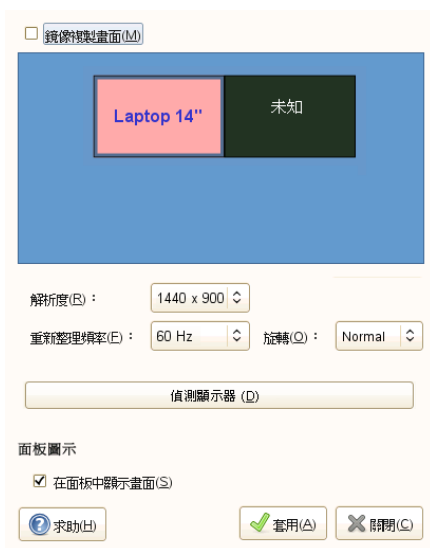 鏡像複製畫面(M)
Laptop 14" 未知
解析度(R)： 1440 x 900
重新整理頻率(F)： 60 Hz 旋轉(O)： Normal
偵測顯示器 (D)
面板圖示
在面板中顯示畫面(S)
求助(H) 套用(A) 關閉(C)